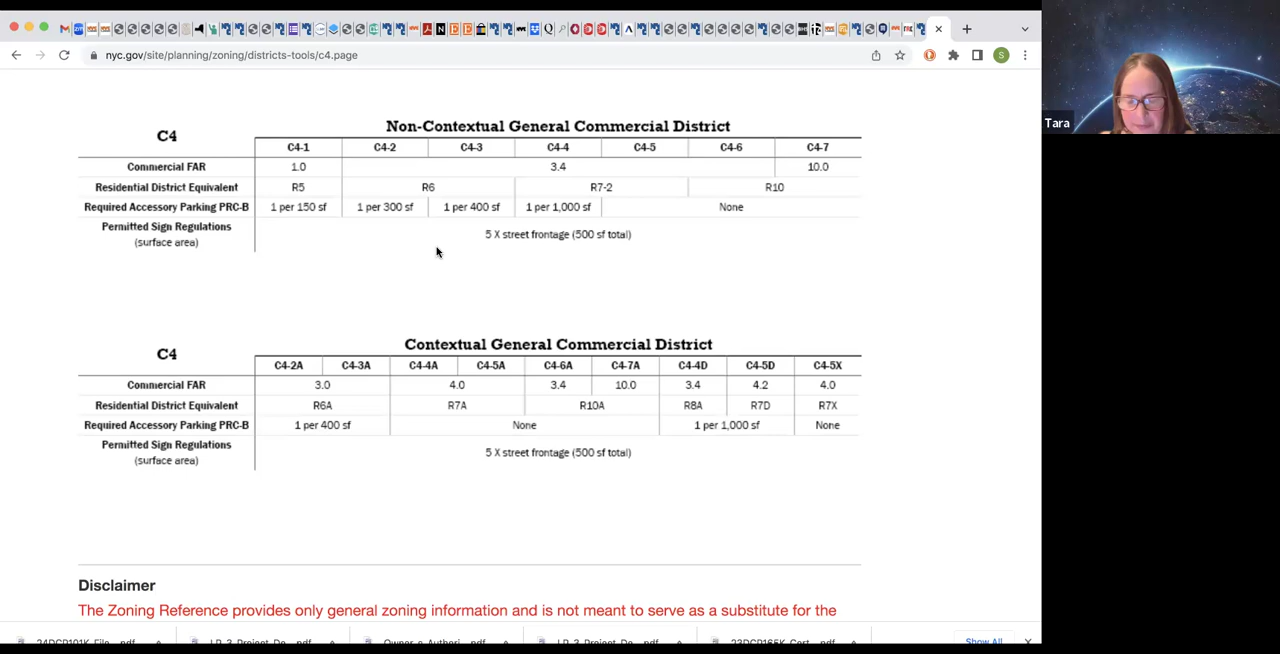 nyc.gov/site/planning/zoning/districts-tools/c4.page
S
Tara
Non-Contextual General Commercial District
C4
C4-1 C4-2 C4-3 C4-4 C4-5 C4-6 C4-7
Commercial FAR 1.0 3.4 10.0
Residential District Equivalent R5 R6 R7-2 R10
Required Accessory Parking PRC-B 1 per 150 sf 1 per 300 sf 1 per 400 sf 1 per 1,000 sf None
Permitted Sign Regulations
(surface area) 5 X street frontage (500 sf total)
Contextual General Commercial District
C4
C4-2A C4-3A C4-4A C4-5A C4-6A C4-7A C4-4D C4-5D C4-5X
Commercial FAR 3.0 4.0 3.4 10.0 3.4 4.2 4.0
Residential District Equivalent R6A R7A R10A R8A R7D R7X
Required Accessory Parking PRC-B 1 per 400 sf None 1 per 1,000 sf None
Permitted Sign Regulations
(surface area) 5 X street frontage (500 sf total)
Disclaimer
The Zoning Reference provides only general zoning information and is not meant to serve as a substitute for the
Show All